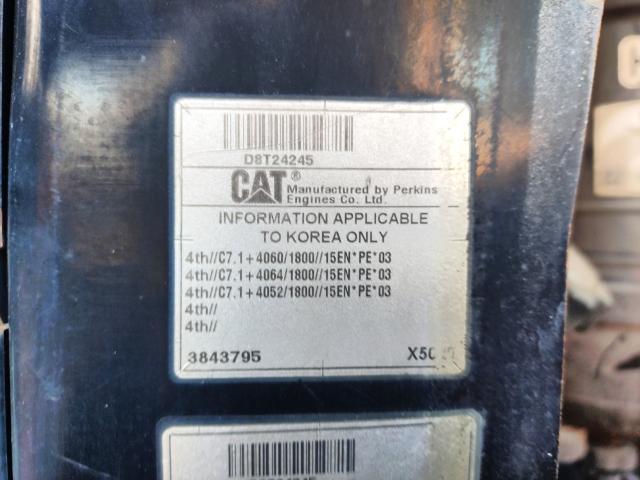 D8T24245
CAT® Manufactured by Perkins
Engines Co. Ltd.
INFORMATION APPLICABLE
TO KOREA ONLY
4th//C7.1+4060/1800//15EN*PE*03
4th//C7.1+4064/1800//15EN*PE*03
4th//C7.1+4052/1800//15EN*PE*03
4th//
4th//
3843795